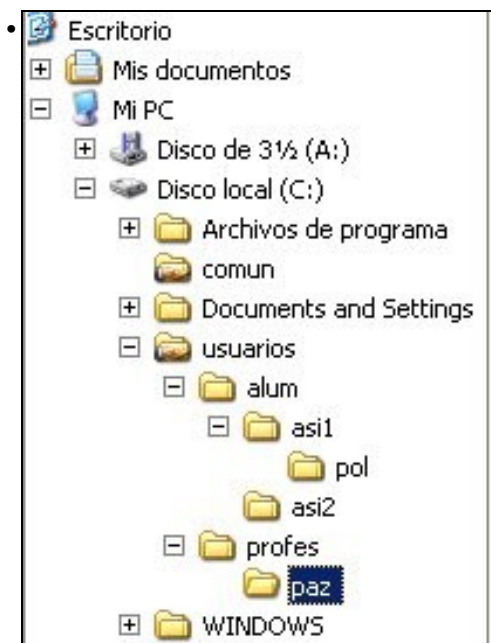 Escritorio
Mis documentos
Mi PC
Disco de 3½ (A:)
Disco local (C:)
Archivos de programa
comun
Documents and Settings
usuarios
alum
asi1
pol
asi2
profes
paz
WINDOWS